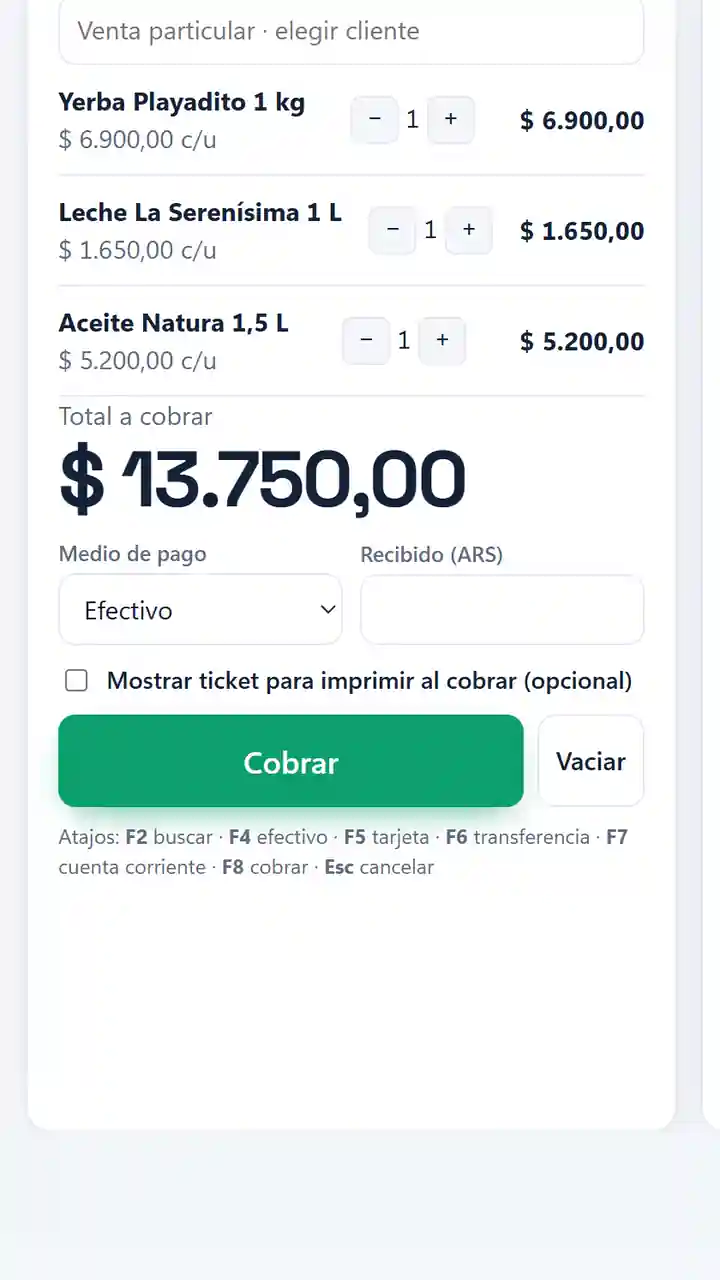 Venta particular · elegir cliente
Yerba Playadito 1 kg
$ 6.900,00 c/u
− 1 +
$ 6.900,00
Leche La Serenísima 1 L
$ 1.650,00 c/u
− 1 +
$ 1.650,00
Aceite Natura 1,5 L
$ 5.200,00 c/u
− 1 +
$ 5.200,00
Total a cobrar
$ 13.750,00
Medio de pago
Recibido (ARS)
Efectivo
Mostrar ticket para imprimir al cobrar (opcional)
Cobrar
Vaciar
Atajos: F2 buscar · F4 efectivo · F5 tarjeta · F6 transferencia · F7
cuenta corriente · F8 cobrar · Esc cancelar